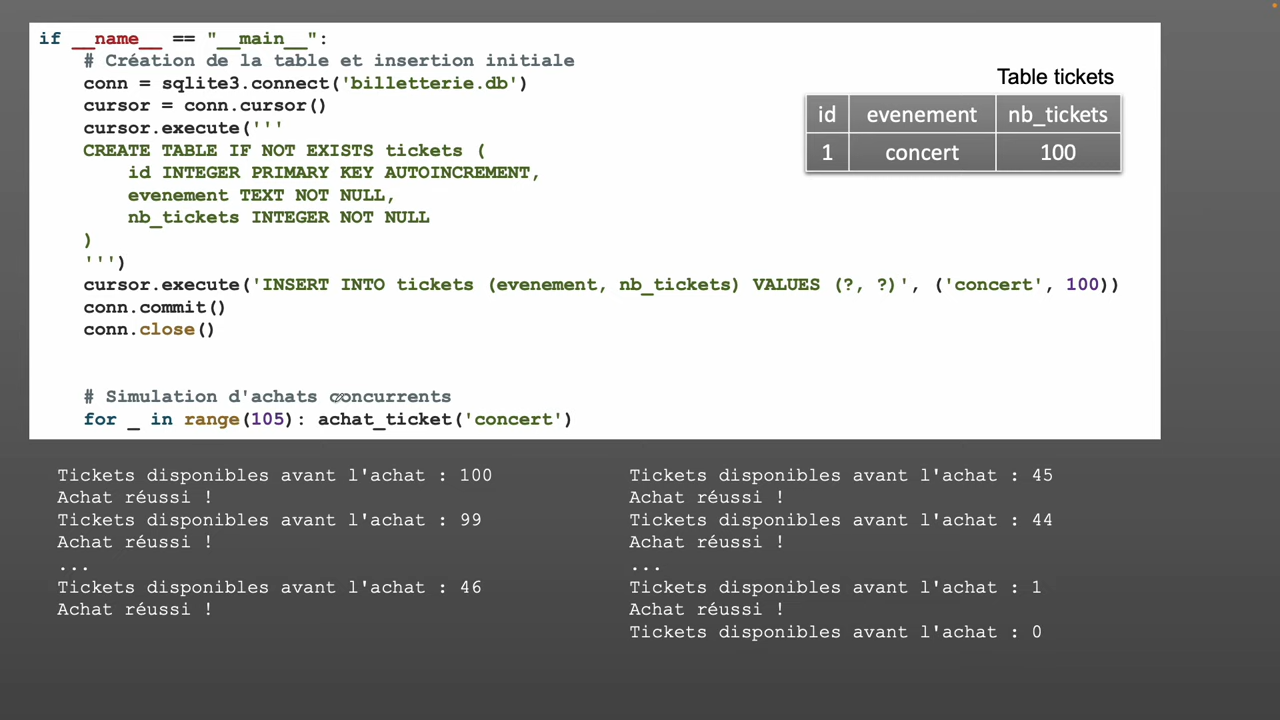 if __name__ == "__main__":
    # Création de la table et insertion initiale
    conn = sqlite3.connect('billetterie.db')
    cursor = conn.cursor()
    cursor.execute('''
    CREATE TABLE IF NOT EXISTS tickets (
        id INTEGER PRIMARY KEY AUTOINCREMENT,
        evenement TEXT NOT NULL,
        nb_tickets INTEGER NOT NULL
    )
    ''')
    cursor.execute('INSERT INTO tickets (evenement, nb_tickets) VALUES (?, ?)', ('concert', 100))
    conn.commit()
    conn.close()
    # Simulation d'achats concurrents
    for _ in range(105): achat_ticket('concert')
Table tickets
id evenement nb_tickets
1 concert 100
Tickets disponibles avant l'achat : 100
Achat réussi !
Tickets disponibles avant l'achat : 99
Achat réussi !
...
Tickets disponibles avant l'achat : 46
Achat réussi !
Tickets disponibles avant l'achat : 45
Achat réussi !
Tickets disponibles avant l'achat : 44
Achat réussi !
...
Tickets disponibles avant l'achat : 1
Achat réussi !
Tickets disponibles avant l'achat : 0